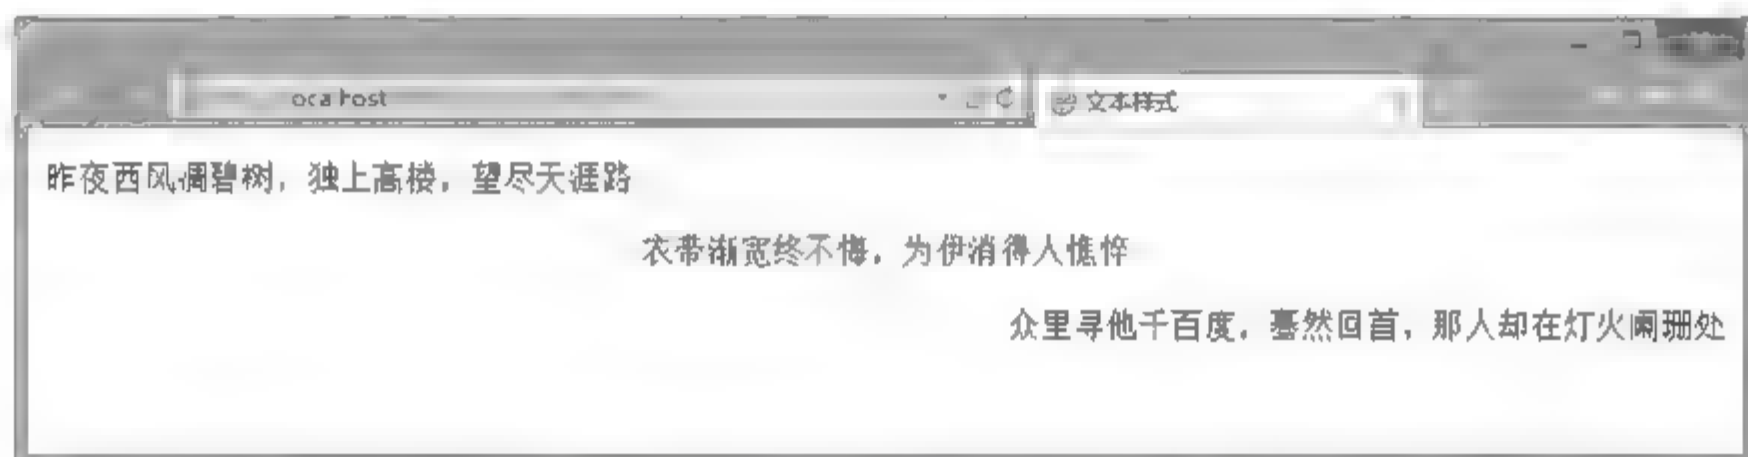 文本样式
昨夜西风凋碧树，独上高楼，望尽天涯路
衣带渐宽终不悔，为伊消得人憔悴
众里寻他千百度，蓦然回首，那人却在灯火阑珊处